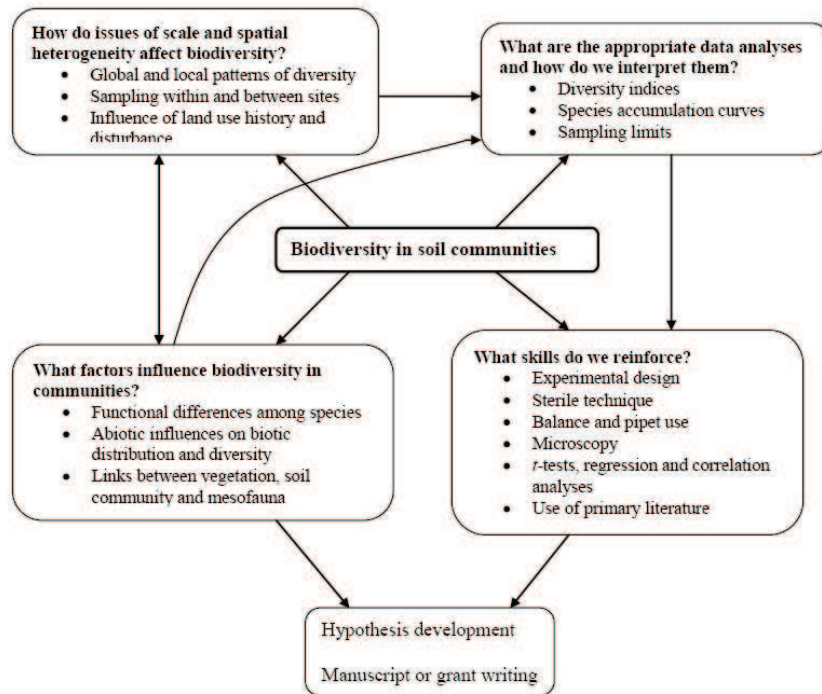 How do issues of scale and spatial
heterogeneity affect biodiversity?
• Global and local patterns of diversity
• Sampling within and between sites
• Influence of land use history and
disturbance
What are the appropriate data analyses
and how do we interpret them?
• Diversity indices
• Species accumulation curves
• Sampling limits
Biodiversity in soil communities
What factors influence biodiversity in
communities?
• Functional differences among species
• Abiotic influences on biotic
distribution and diversity
• Links between vegetation, soil
community and mesofauna
What skills do we reinforce?
• Experimental design
• Sterile technique
• Balance and pipet use
• Microscopy
• t-tests, regression and correlation
analyses
• Use of primary literature
Hypothesis development
Manuscript or grant writing